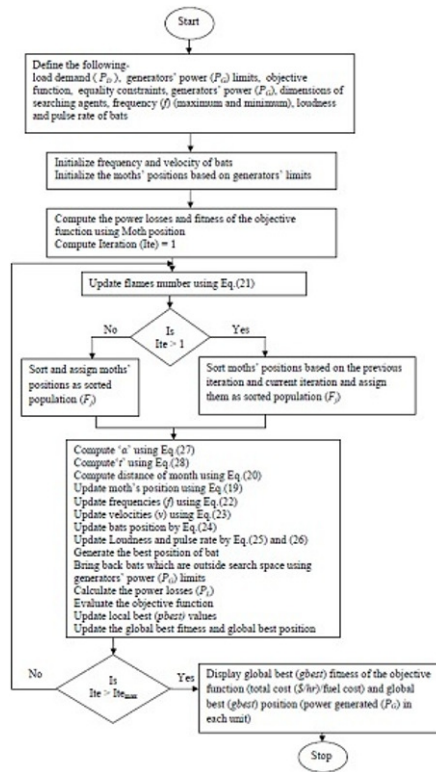 Start
Define the following-
load demand (P_D), generators' power (P_G) limits, objective
function, equality constraints, generators' power (P_G), dimensions of
searching agents, frequency (f) (maximum and minimum), loudness
and pulse rate of bats
Initialize frequency and velocity of bats
Initialize the moths' positions based on generators' limits
Compute the power losses and fitness of the objective
function using Moth position
Compute Iteration (Ite) = 1
Update flames number using Eq.(21)
No
Is
Ite > 1
Yes
Sort and assign moths'
positions as sorted
population (F_j)
Sort moths' positions based on the previous
iteration and current iteration and assign
them as sorted population (F_j)
Compute 'a' using Eq.(27)
Compute 't' using Eq.(28)
Compute distance of month using Eq.(20)
Update moth's position using Eq.(19)
Update frequencies (f) using Eq.(22)
Update velocities (v) using Eq.(23)
Update bats position by Eq.(24)
Update Loudness and pulse rate by Eq.(25) and (26)
Generate the best position of bat
Bring back bats which are outside search space using
generators' power (P_G) limits
Calculate the power losses (P_L)
Evaluate the objective function
Update local best (pbest) values
Update the global best fitness and global best position
No
Is
Ite > Ite_max
Yes
Display global best (gbest) fitness of the objective
function (total cost ($/hr)/fuel cost) and global
best (gbest) position (power generated (P_G) in
each unit)
Stop